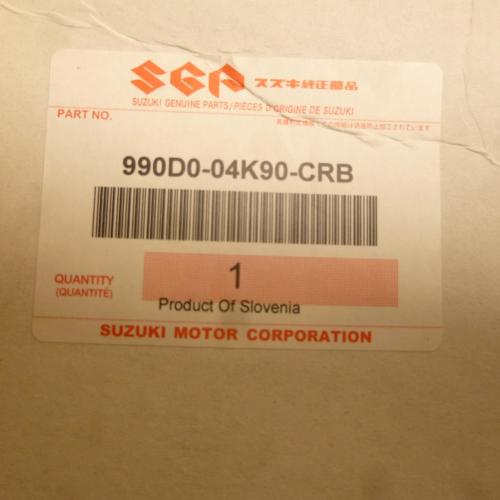 SGP スズキ純正部品
SUZUKI GENUINE PARTS/PIÈCES D'ORIGINE DE SUZUKI
PART NO.
990D0-04K90-CRB
QUANTITY
(QUANTITÉ)
1
Product Of Slovenia
SUZUKI MOTOR CORPORATION